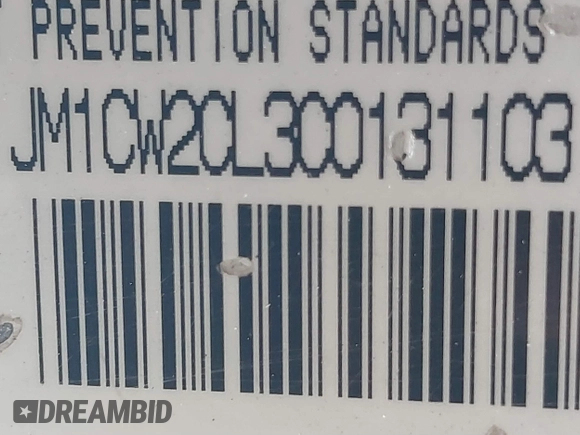 PREVENTION STANDARDS
JM1CW2CL3C0131103
DREAMBID